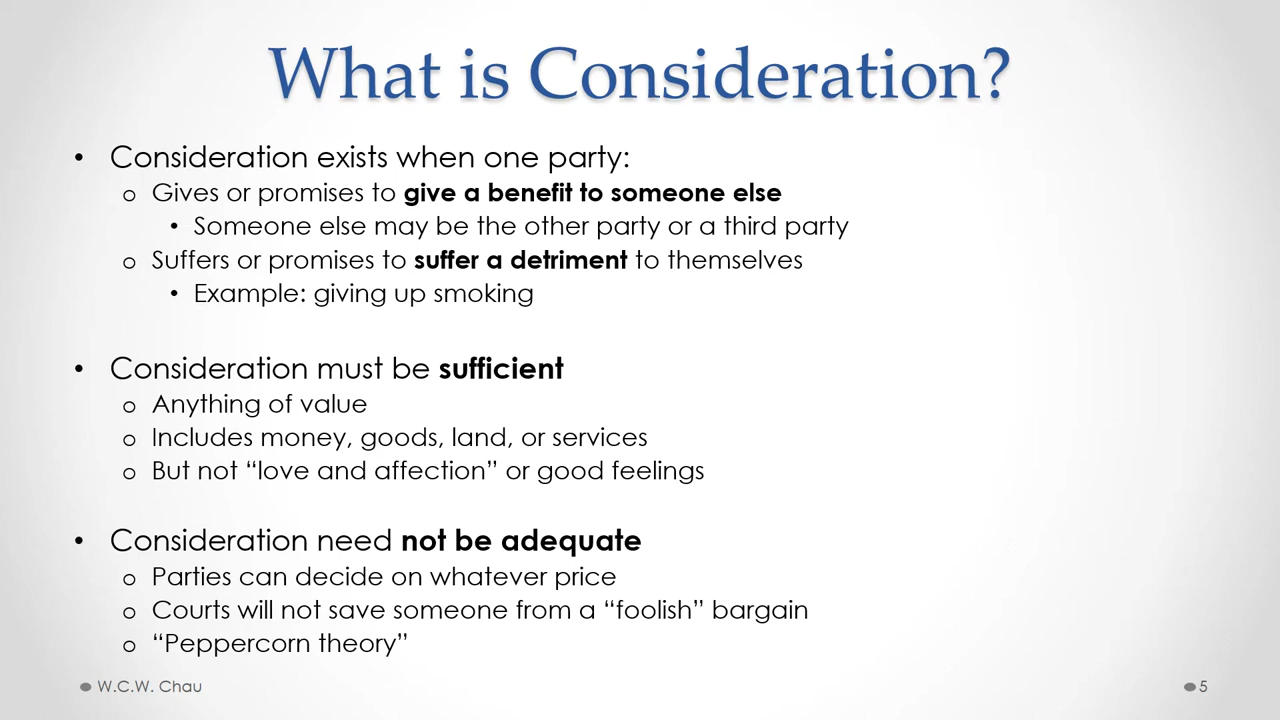 What is Consideration?
• Consideration exists when one party:
o Gives or promises to give a benefit to someone else
• Someone else may be the other party or a third party
o Suffers or promises to suffer a detriment to themselves
• Example: giving up smoking
• Consideration must be sufficient
o Anything of value
o Includes money, goods, land, or services
o But not “love and affection” or good feelings
• Consideration need not be adequate
o Parties can decide on whatever price
o Courts will not save someone from a “foolish” bargain
o “Peppercorn theory”
W.C.W. Chau
5